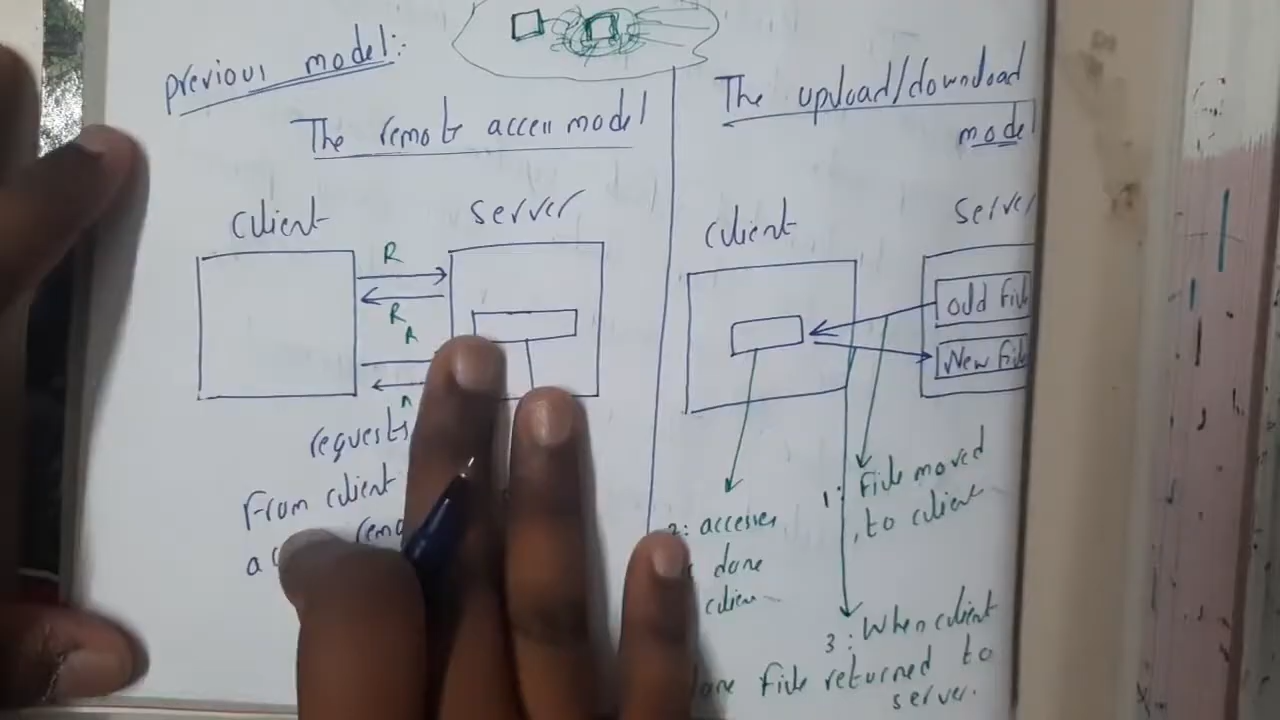 previous model:
The remote access model
client
server
R
R
R
requests
From client
The upload/download
model
client
Server
Old File
New File
1: File moved
to client
2: accesses
done
client
3: When client
done File returned to
server.